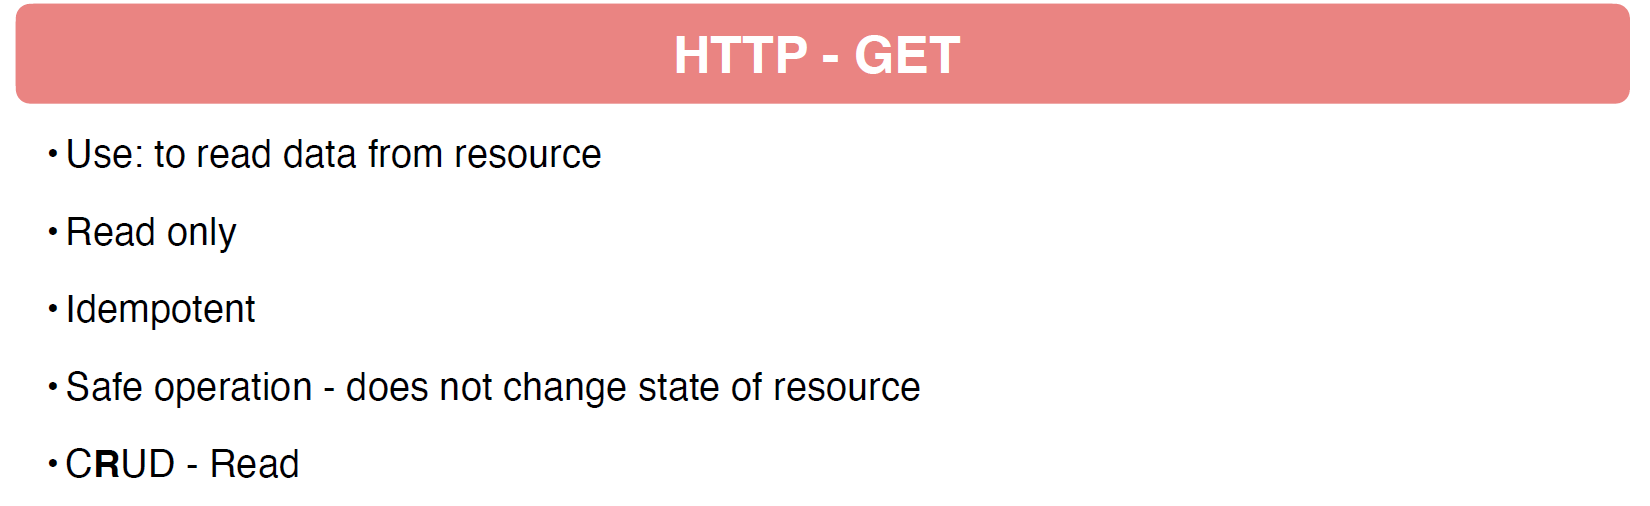 HTTP - GET
• Use: to read data from resource
• Read only
• Idempotent
• Safe operation - does not change state of resource
• CRUD - Read